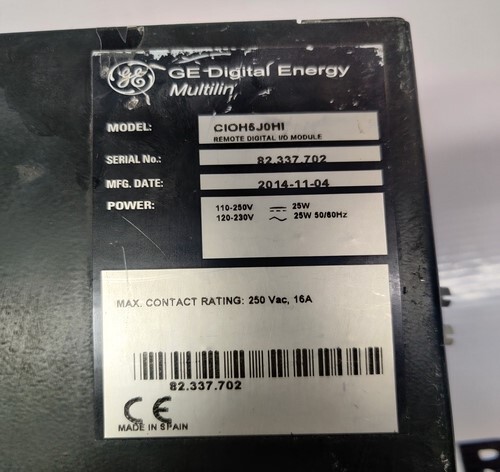 GE Digital Energy
Multilin
MODEL: CIOH5J0HI
REMOTE DIGITAL I/O MODULE
SERIAL No.: 82.337.702
MFG. DATE: 2014-11-04
POWER: 110-250V 25W
120-230V 25W 50/60Hz
MAX. CONTACT RATING: 250 Vac, 16A
82.337.702
CE
MADE IN SPAIN